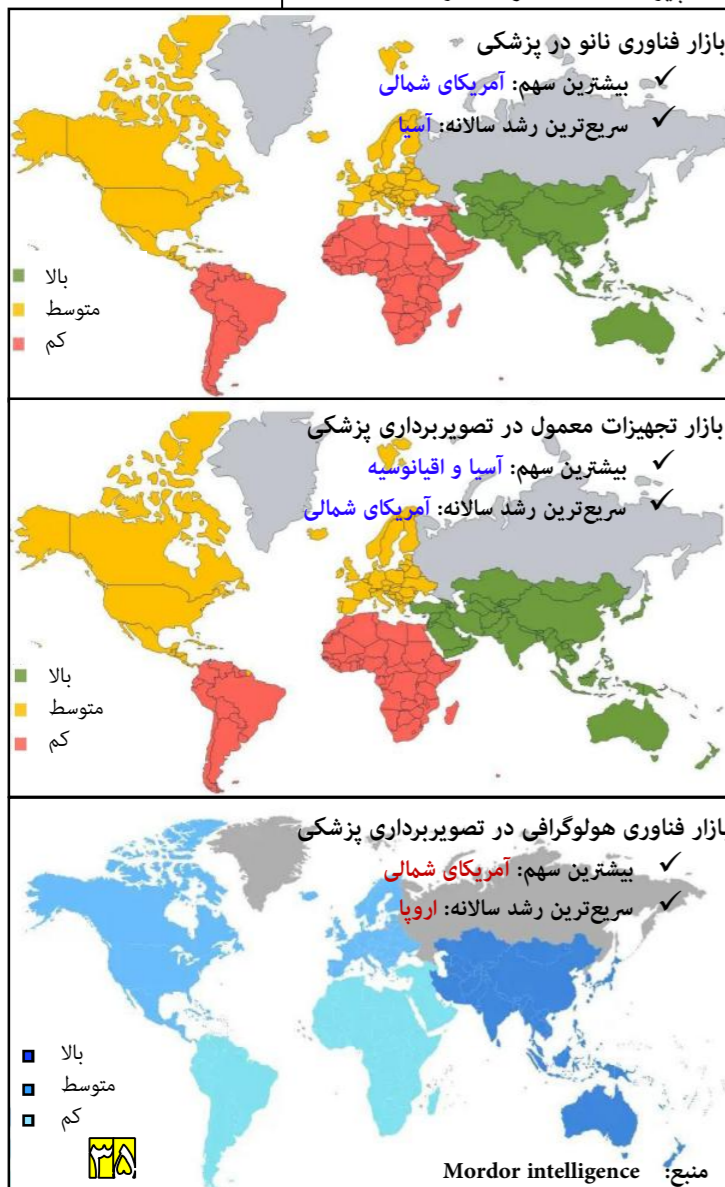 بازار فناوری نانو در پزشکی
✓ بیشترین سهم: آمریکای شمالی
✓ سریع‌ترین رشد سالانه: آسیا
بالا
متوسط
کم
بازار تجهیزات معمول در تصویربرداری پزشکی
✓ بیشترین سهم: آسیا و اقیانوسیه
✓ سریع‌ترین رشد سالانه: آمریکای شمالی
بالا
متوسط
کم
بازار فناوری هولوگرافی در تصویربرداری پزشکی
✓ بیشترین سهم: آمریکای شمالی
✓ سریع‌ترین رشد سالانه: اروپا
بالا
متوسط
کم
۳۵
منبع: Mordor intelligence